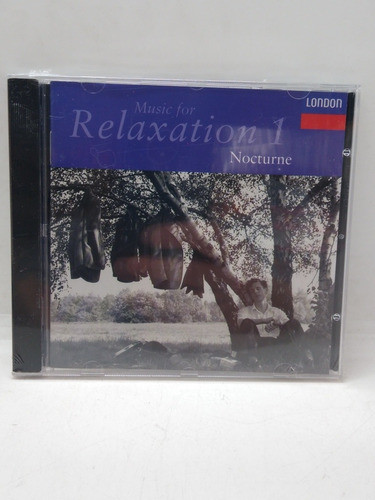 LONDON
Music for
Relaxation 1
Nocturne